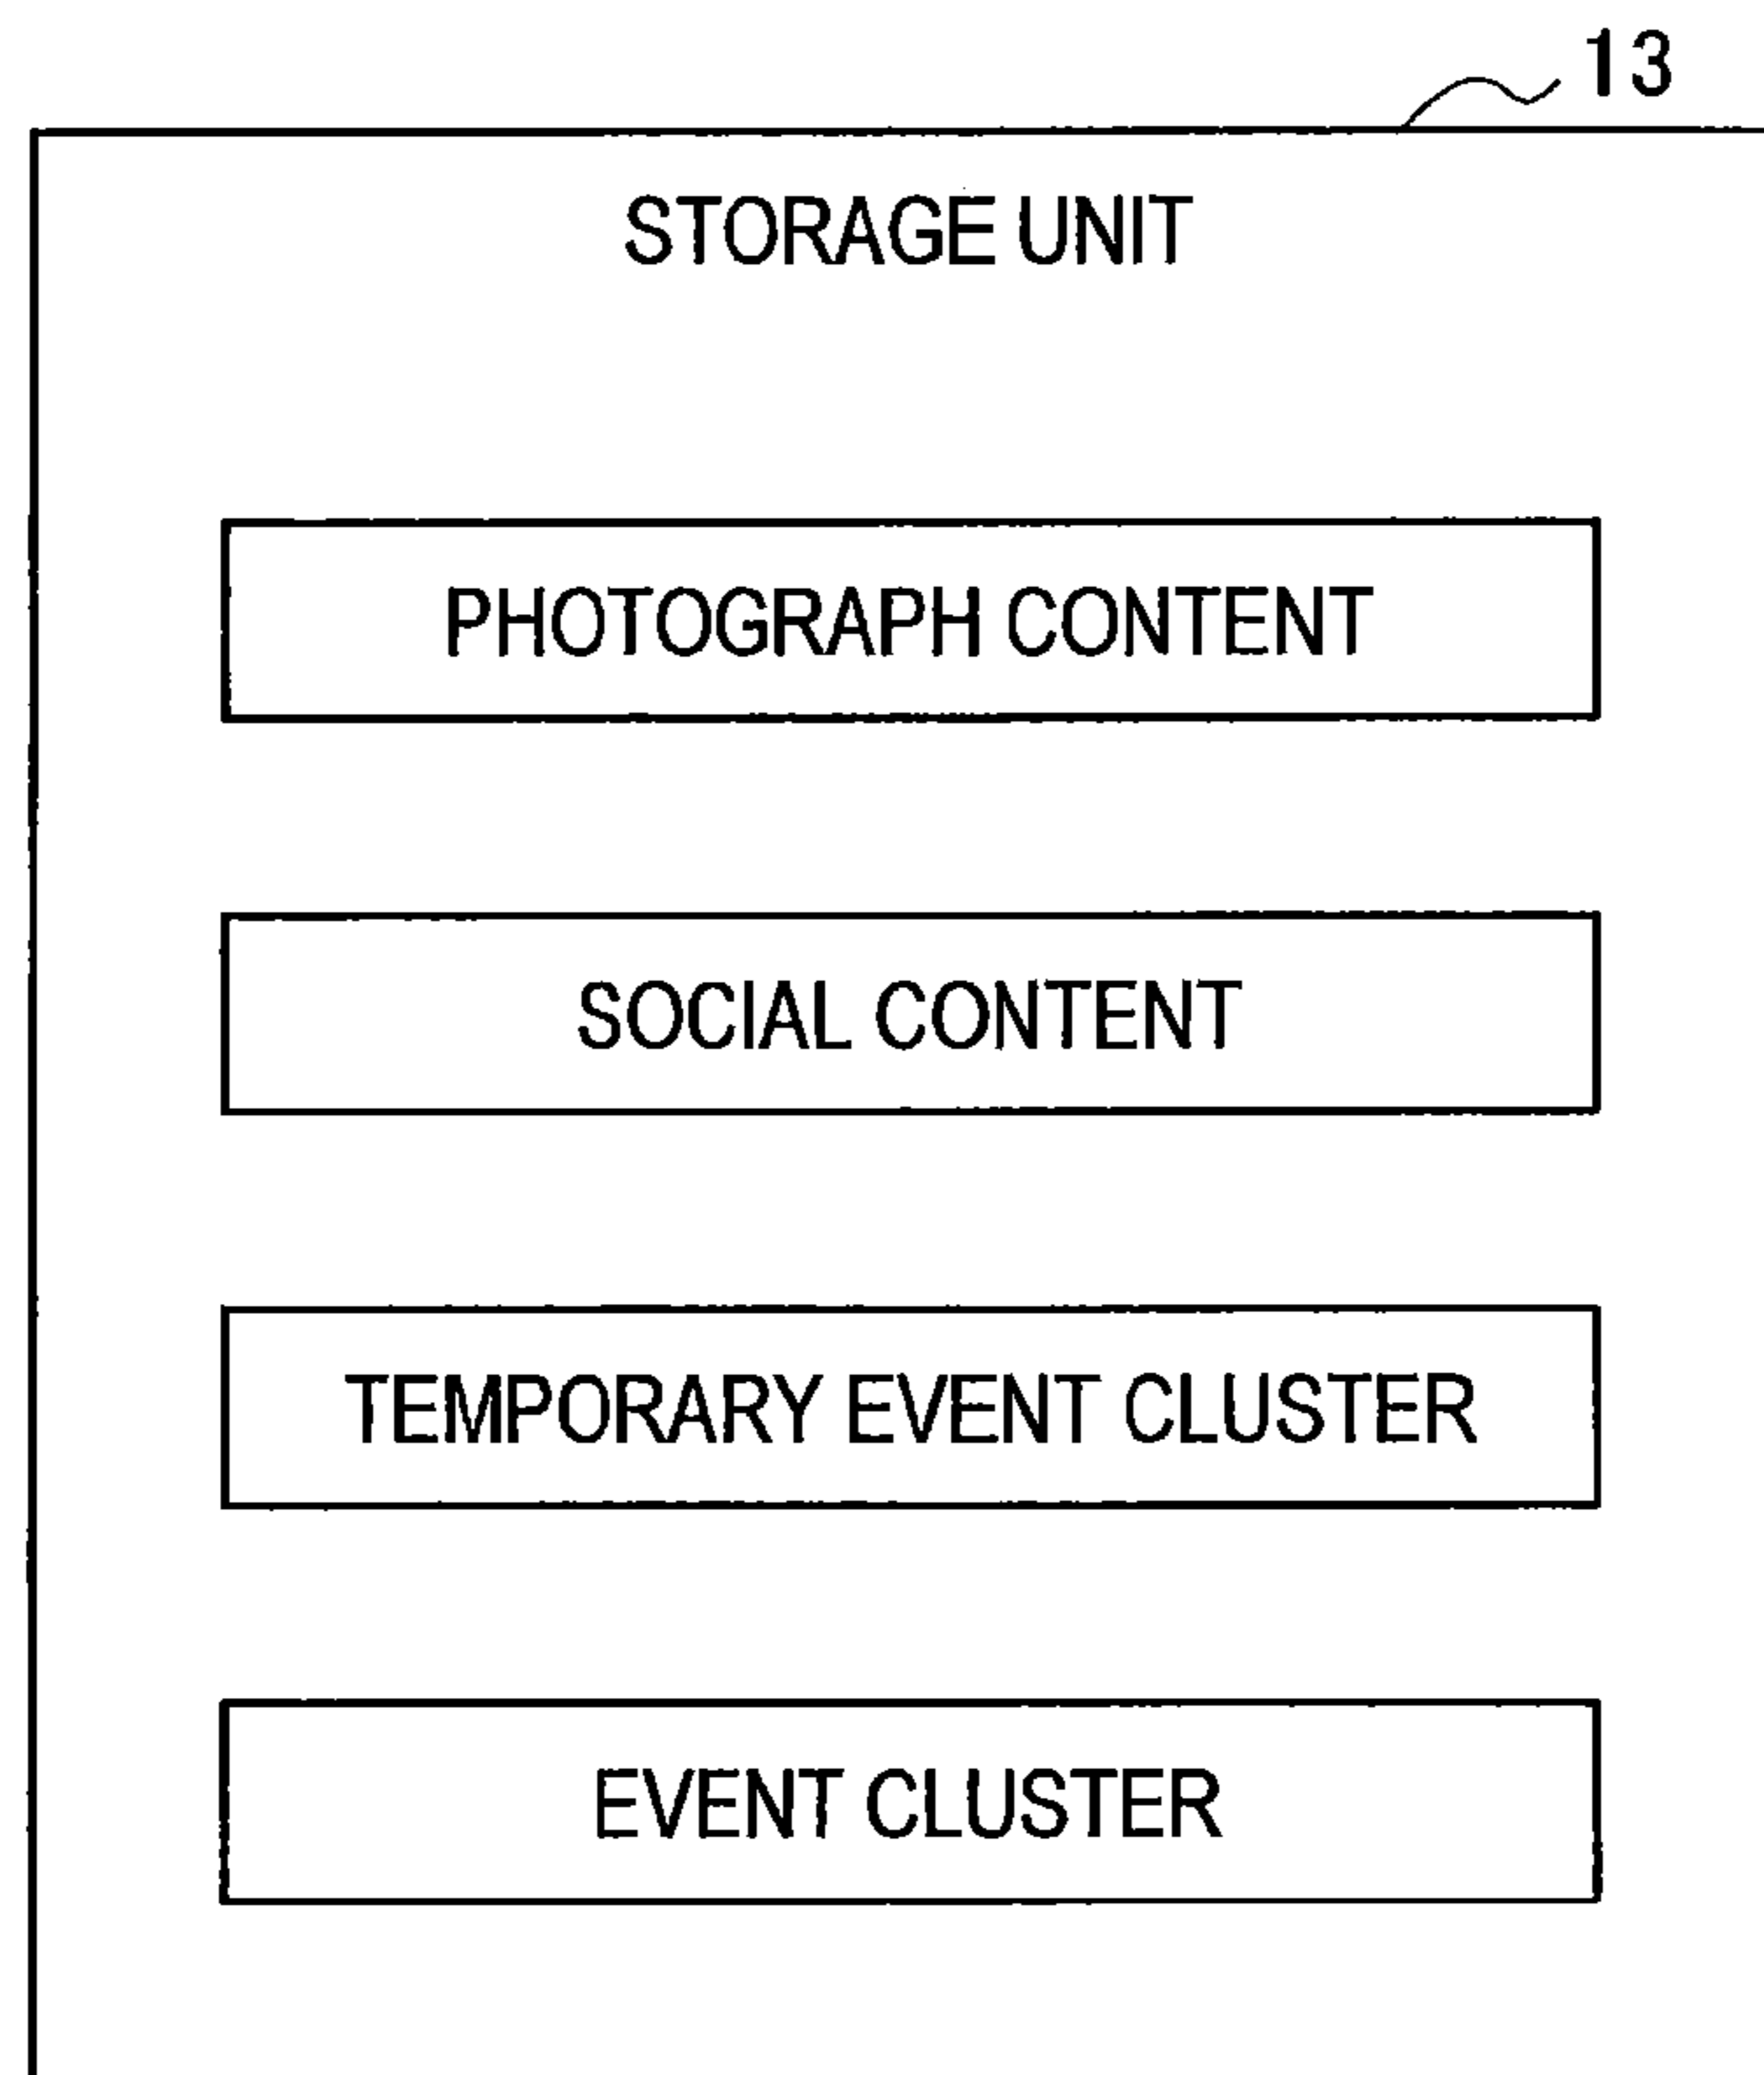 13
STORAGE UNIT
PHOTOGRAPH CONTENT
SOCIAL CONTENT
TEMPORARY EVENT CLUSTER
EVENT CLUSTER